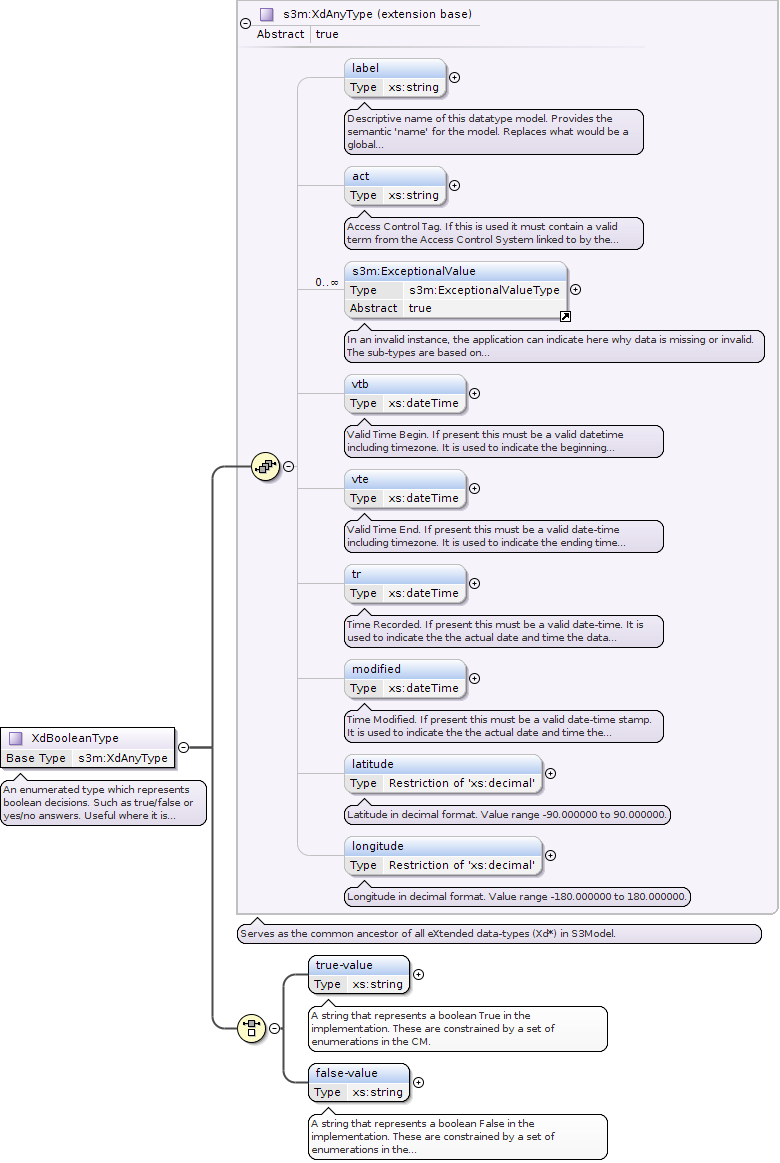 s3m:XdAnyType (extension base)
Abstract true
label
Type xs:string
Descriptive name of this datatype model. Provides the
semantic 'name' for the model. Replaces what would be a
global...
act
Type xs:string
Access Control Tag. If this is used it must contain a valid
term from the Access Control System linked to by the...
0..∞
s3m:ExceptionalValue
Type s3m:ExceptionalValueType
Abstract true
In an invalid instance, the application can indicate here why data is missing or invalid.
The sub-types are based on...
vtb
Type xs:dateTime
Valid Time Begin. If present this must be a valid datetime
including timezone. It is used to indicate the beginning...
vte
Type xs:dateTime
Valid Time End. If present this must be a valid date-time
including timezone. It is used to indicate the ending time...
tr
Type xs:dateTime
Time Recorded. If present this must be a valid date-time. It is
used to indicate the the actual date and time the data...
modified
Type xs:dateTime
Time Modified. If present this must be a valid date-time stamp.
It is used to indicate the the actual date and time the...
latitude
Type Restriction of 'xs:decimal'
Latitude in decimal format. Value range -90.000000 to 90.000000.
longitude
Type Restriction of 'xs:decimal'
Longitude in decimal format. Value range -180.000000 to 180.000000.
Serves as the common ancestor of all eXtended data-types (Xd*) in S3Model.
XdBooleanType
Base Type s3m:XdAnyType
An enumerated type which represents
boolean decisions. Such as true/false or
yes/no answers. Useful where it is...
true-value
Type xs:string
A string that represents a boolean True in the
implementation. These are constrained by a set of
enumerations in the CM.
false-value
Type xs:string
A string that represents a boolean False in the
implementation. These are constrained by a set of
enumerations in the...